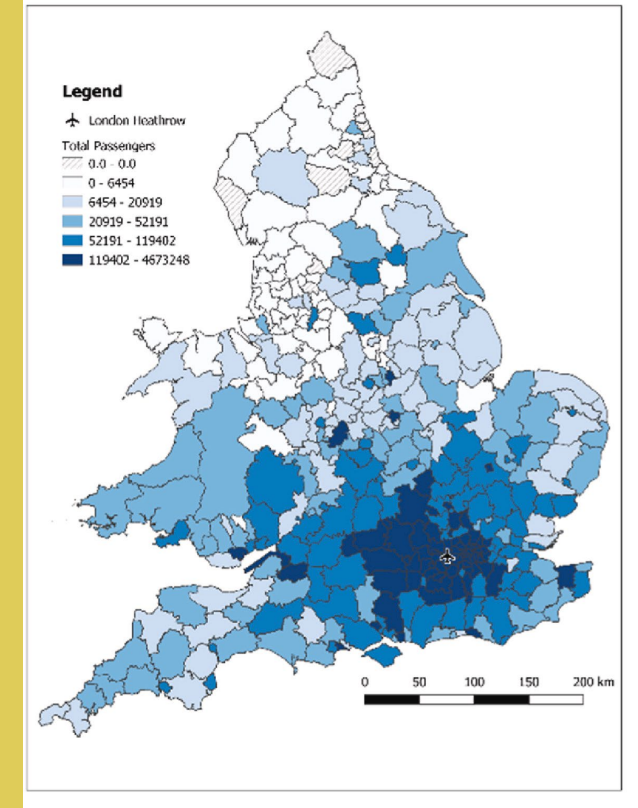 Legend
London Heathrow
Total Passengers
0.0 - 0.0
0 - 6454
6454 - 20919
20919 - 52191
52191 - 119402
119402 - 4673248
0 50 100 150 200 km